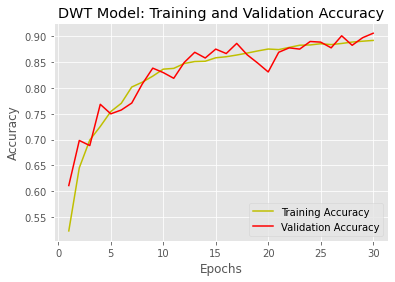 DWT Model: Training and Validation Accuracy
0.90
0.85
0.80
0.75
0.70
0.65
0.60
0.55
Accuracy
Training Accuracy
Validation Accuracy
0 5 10 15 20 25 30
Epochs